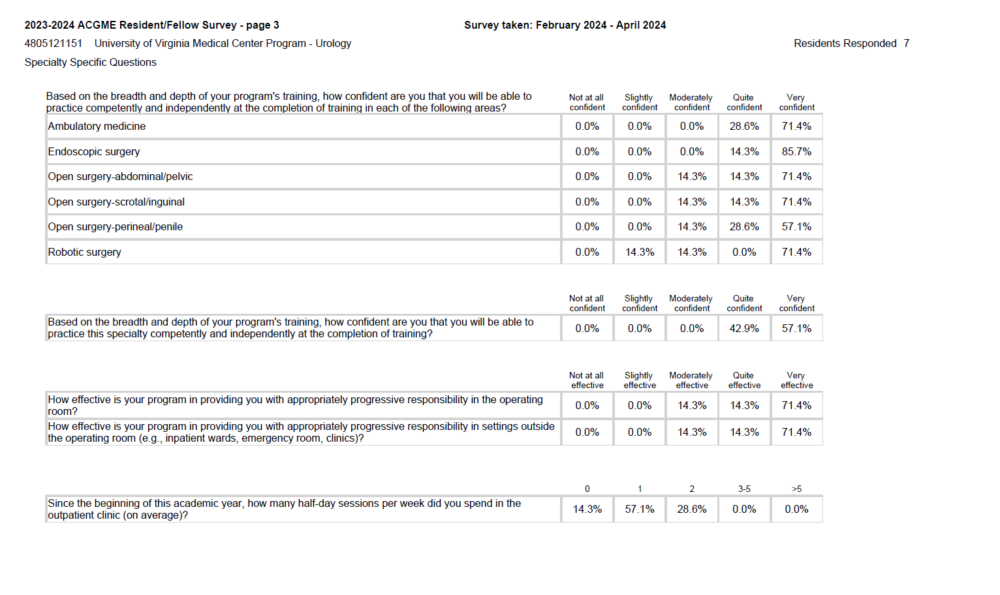 2023-2024 ACGME Resident/Fellow Survey - page 3 Survey taken: February 2024 - April 2024
4805121151 University of Virginia Medical Center Program - Urology Residents Responded 7
Specialty Specific Questions
Based on the breadth and depth of your program's training, how confident are you that you will be able to
practice competently and independently at the completion of training in each of the following areas?
Not at all confident Slightly confident Moderately confident Quite confident Very confident
Ambulatory medicine 0.0% 0.0% 0.0% 28.6% 71.4%
Endoscopic surgery 0.0% 0.0% 0.0% 14.3% 85.7%
Open surgery-abdominal/pelvic 0.0% 0.0% 14.3% 14.3% 71.4%
Open surgery-scrotal/inguinal 0.0% 0.0% 14.3% 14.3% 71.4%
Open surgery-perineal/penile 0.0% 0.0% 14.3% 28.6% 57.1%
Robotic surgery 0.0% 14.3% 14.3% 0.0% 71.4%
Not at all confident Slightly confident Moderately confident Quite confident Very confident
Based on the breadth and depth of your program's training, how confident are you that you will be able to
practice this specialty competently and independently at the completion of training?
0.0% 0.0% 0.0% 42.9% 57.1%
Not at all effective Slightly effective Moderately effective Quite effective Very effective
How effective is your program in providing you with appropriately progressive responsibility in the operating
room?
0.0% 0.0% 14.3% 14.3% 71.4%
How effective is your program in providing you with appropriately progressive responsibility in settings outside
the operating room (e.g., inpatient wards, emergency room, clinics)?
0.0% 0.0% 14.3% 14.3% 71.4%
0 1 2 3-5 >5
Since the beginning of this academic year, how many half-day sessions per week did you spend in the
outpatient clinic (on average)?
14.3% 57.1% 28.6% 0.0% 0.0%